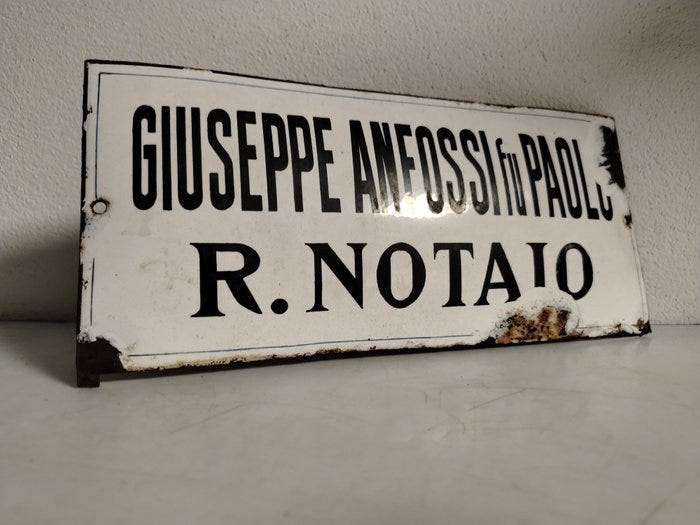 GIUSEPPE ANFOSSI fu PAOLO
R. NOTAIO